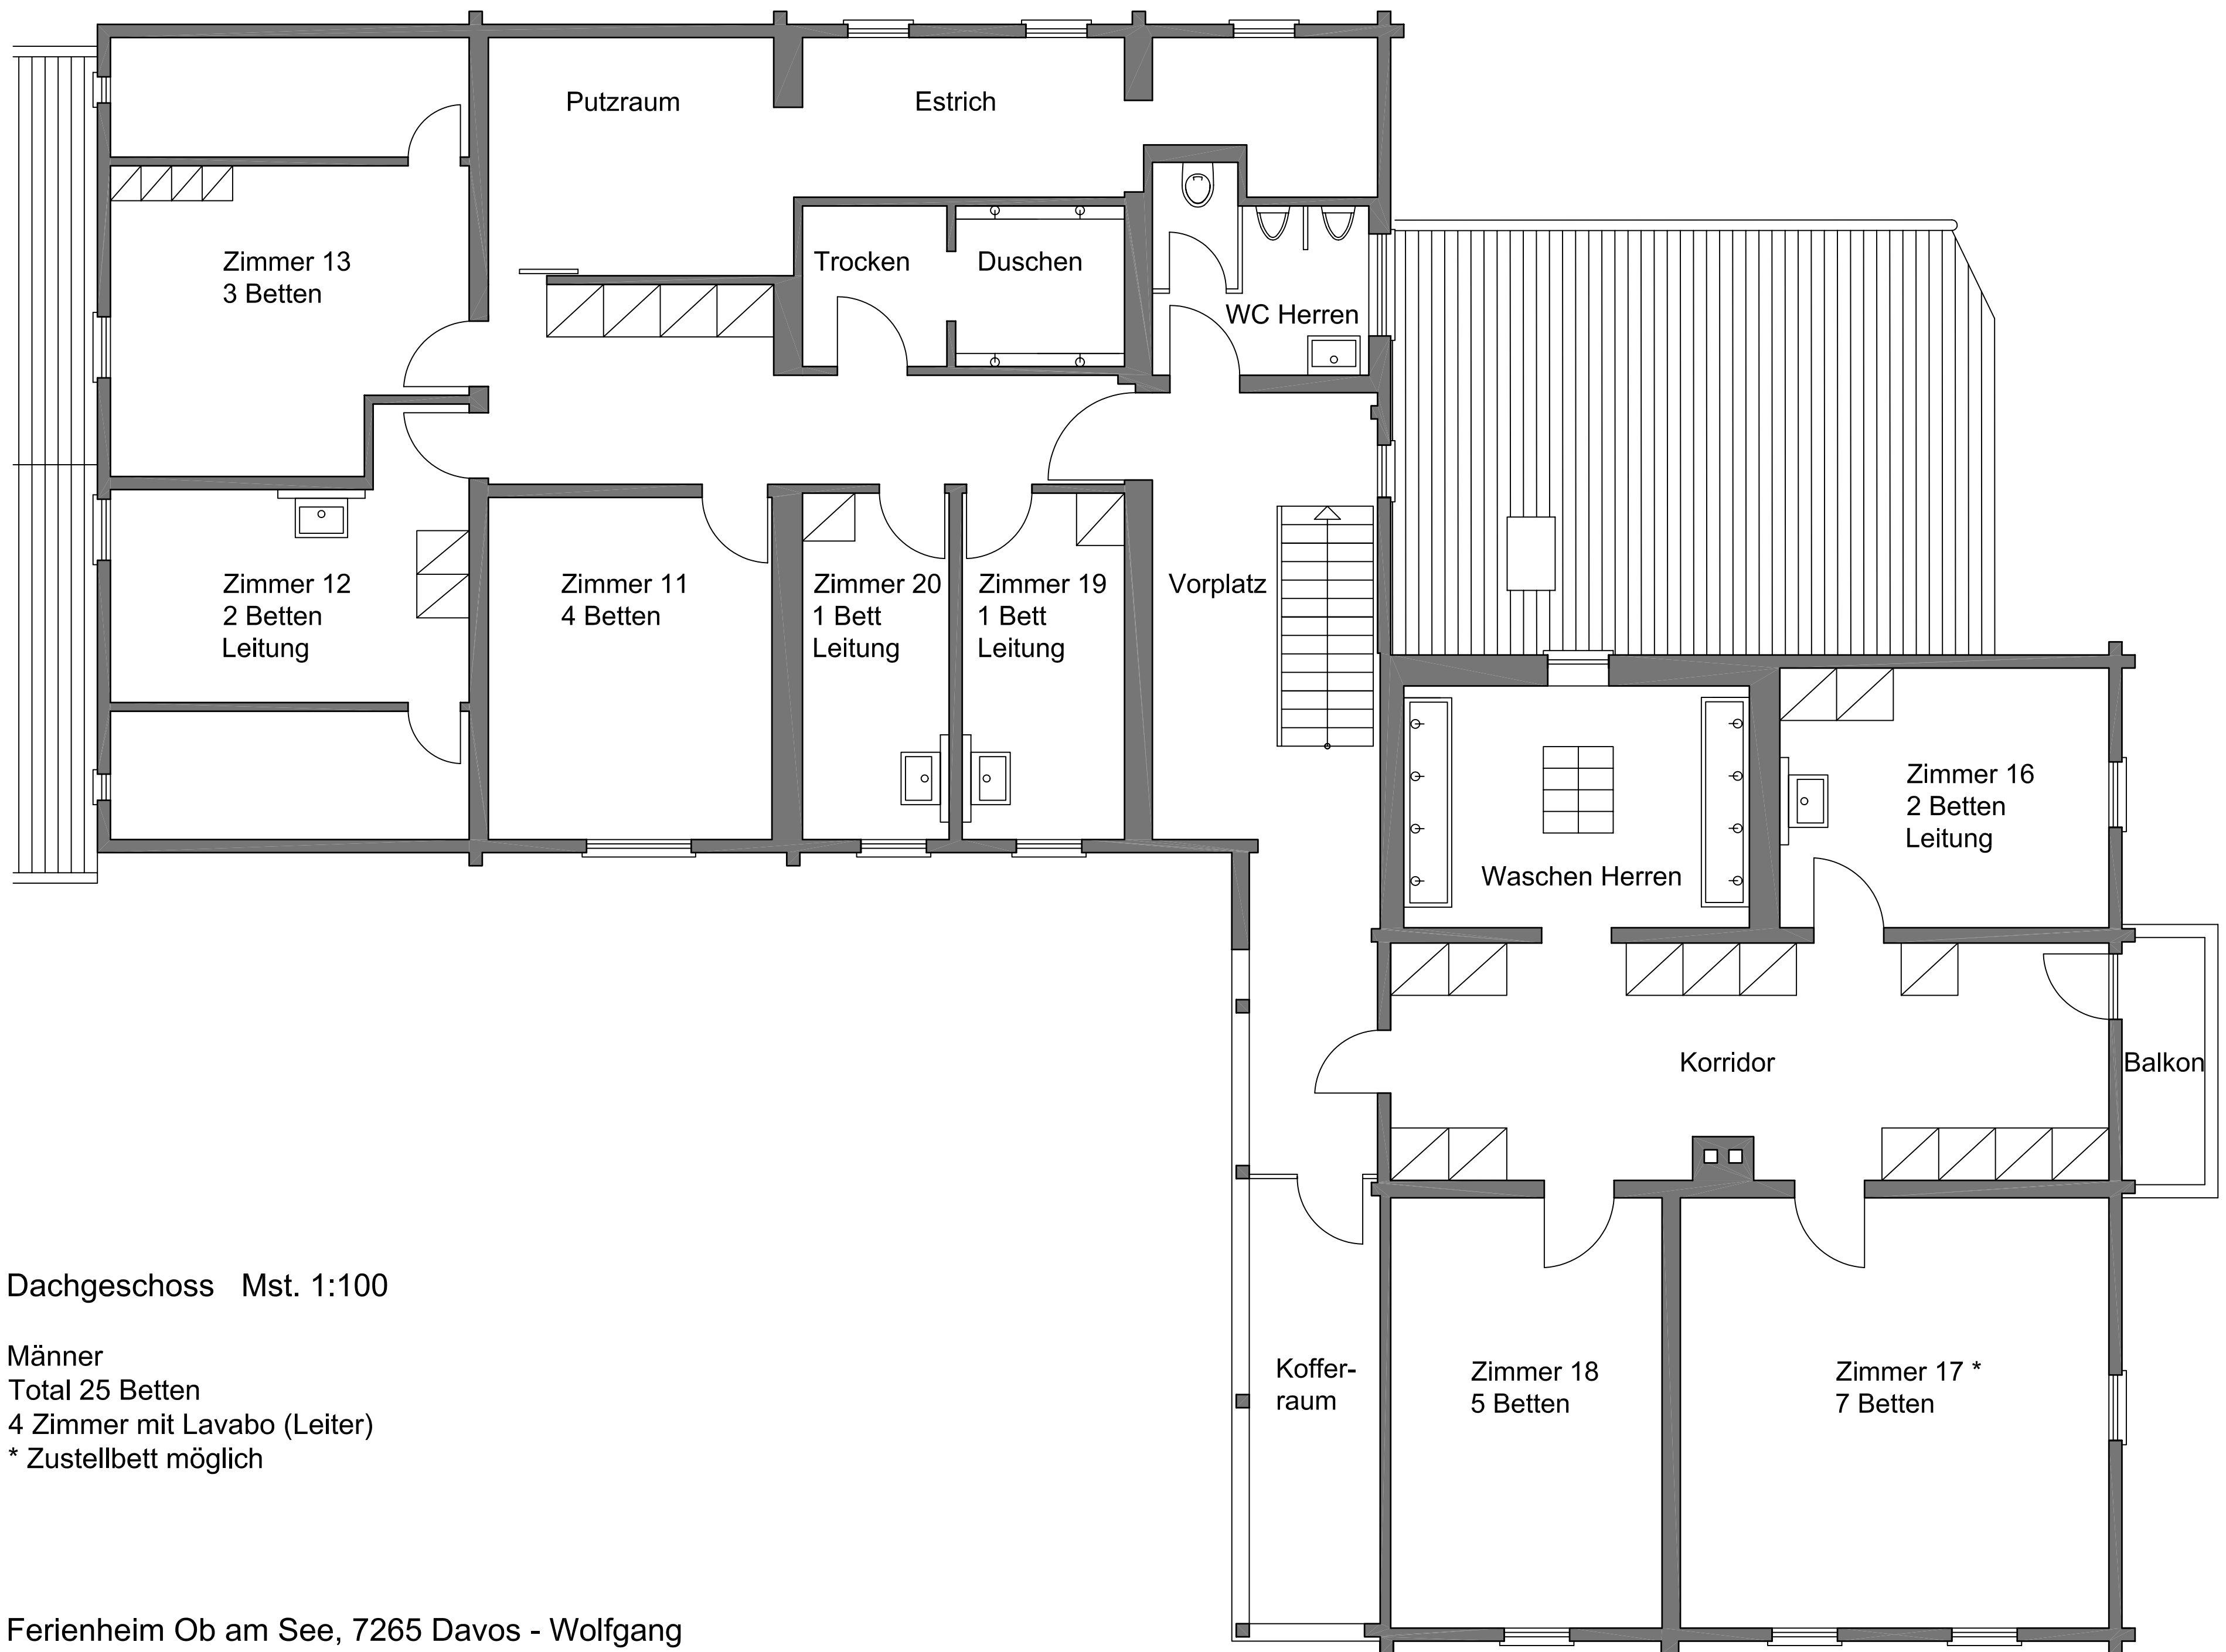 Putzraum
Estrich
Zimmer 13
3 Betten
Trocken
Duschen
WC Herren
Zimmer 12
2 Betten
Leitung
Zimmer 11
4 Betten
Zimmer 20
1 Bett
Leitung
Zimmer 19
1 Bett
Leitung
Vorplatz
Zimmer 16
2 Betten
Leitung
Waschen Herren
Korridor
Balkon
Koffer-
raum
Zimmer 18
5 Betten
Zimmer 17 *
7 Betten
Dachgeschoss Mst. 1:100
Männer
Total 25 Betten
4 Zimmer mit Lavabo (Leiter)
* Zustellbett möglich
Ferienheim Ob am See, 7265 Davos - Wolfgang